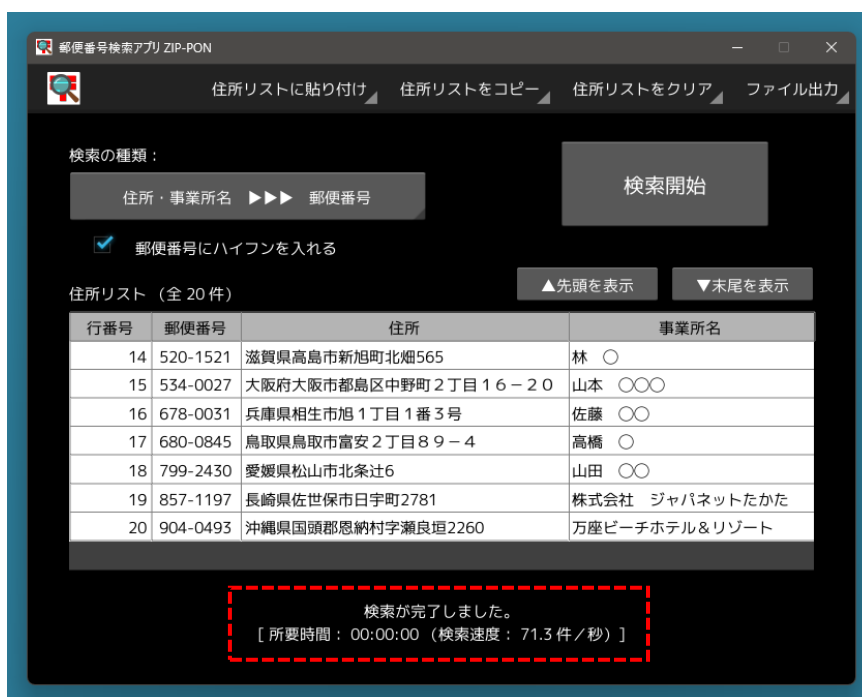 郵便番号検索アプリ ZIP-PON
住所リストに貼り付け 住所リストをコピー 住所リストをクリア ファイル出力
検索の種類：
住所・事業所名 ▶▶▶ 郵便番号
検索開始
郵便番号にハイフンを入れる
住所リスト （全 20 件）
▲先頭を表示 ▼末尾を表示
行番号 郵便番号 住所 事業所名
14 520-1521 滋賀県高島市新旭町北畑565 林 ○
15 534-0027 大阪府大阪市都島区中野町２丁目１６－２０ 山本 ○○○
16 678-0031 兵庫県相生市旭１丁目１番３号 佐藤 ○○
17 680-0845 鳥取県鳥取市富安２丁目８９－４ 高橋 ○
18 799-2430 愛媛県松山市北条辻6 山田 ○○
19 857-1197 長崎県佐世保市日宇町2781 株式会社 ジャパネットたかた
20 904-0493 沖縄県国頭郡恩納村字瀬良垣2260 万座ビーチホテル＆リゾート
検索が完了しました。
[ 所要時間： 00:00:00 （検索速度： 71.3 件／秒）]